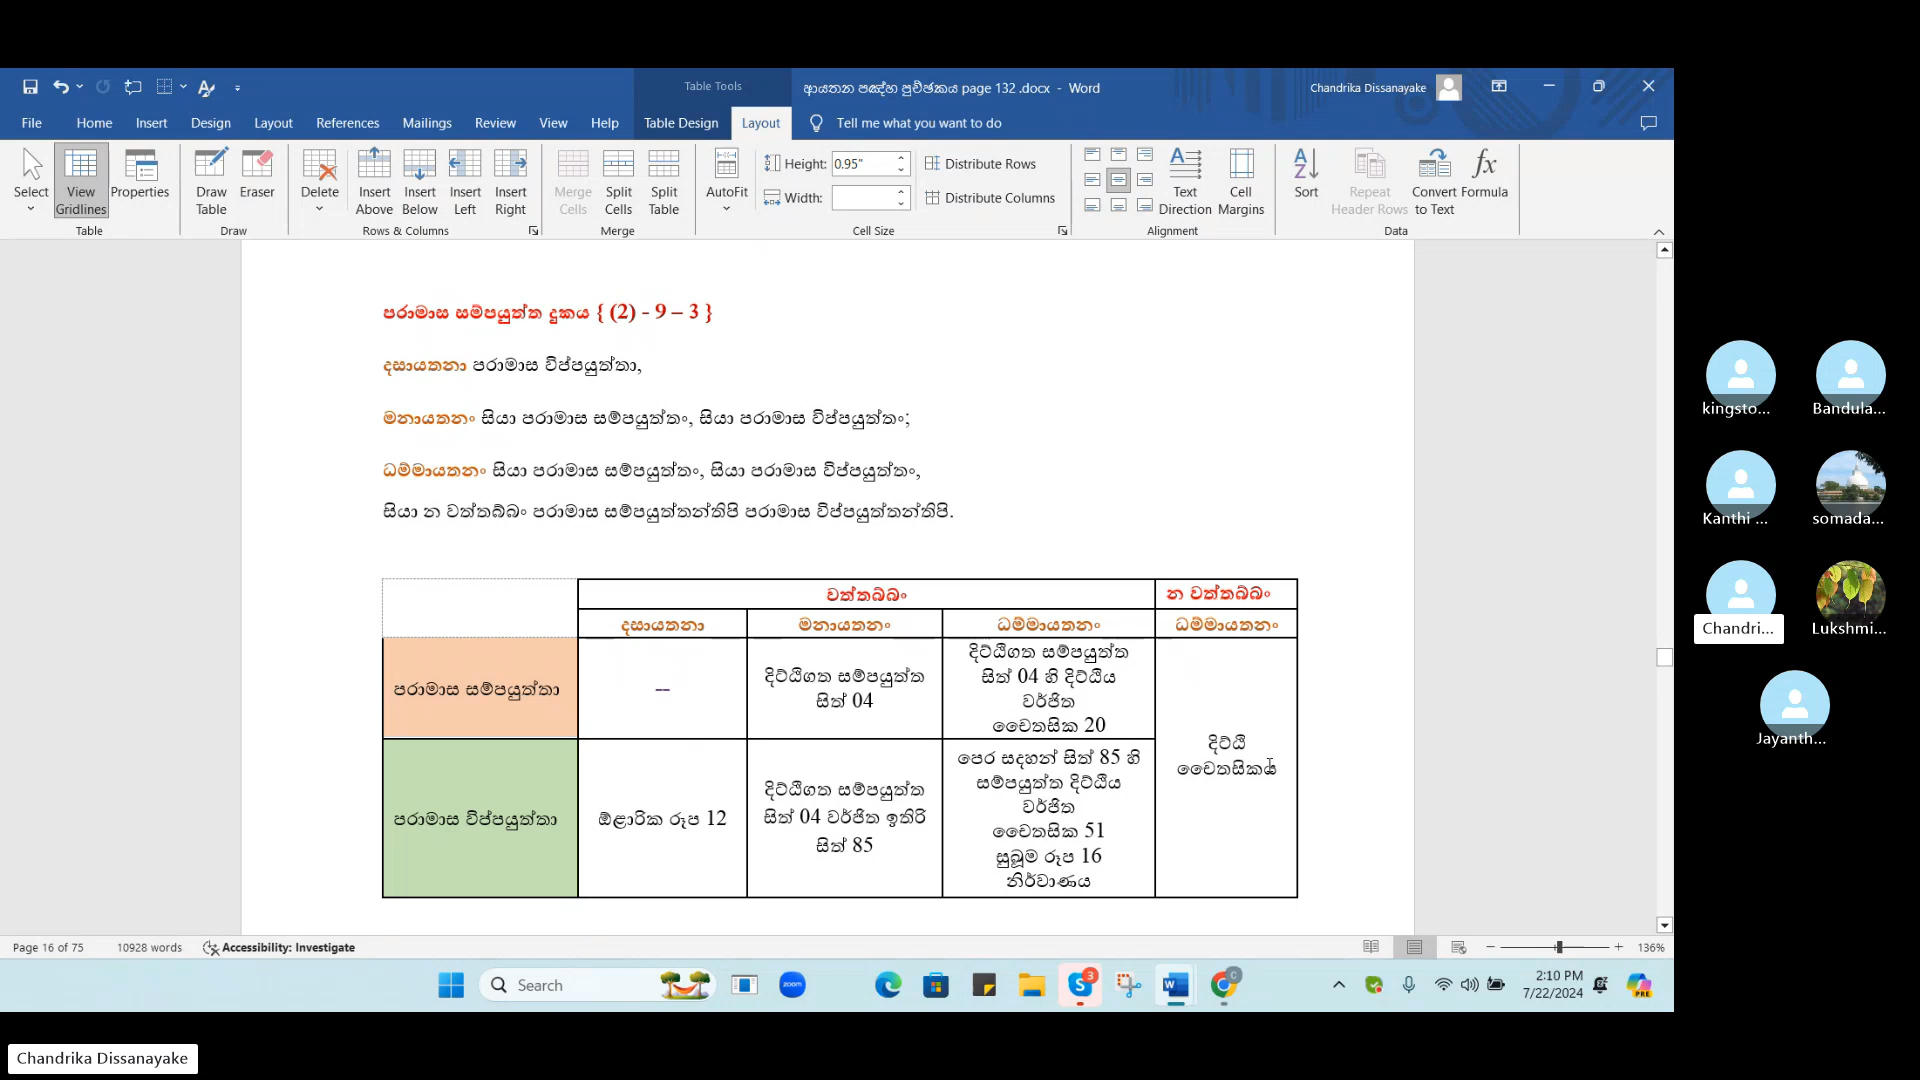 Table Tools
ආයතන පඤ්හ පුච්ඡකය page 132 .docx - Word
Chandrika Dissanayake
File Home Insert Design Layout References Mailings Review View Help Table Design Layout Tell me what you want to do
Select View Gridlines Properties Draw Table Eraser Delete Insert Above Insert Below Insert Left Insert Right Merge Cells Split Cells Split Table AutoFit Height: 0.95" Width: Distribute Rows Distribute Columns Text Direction Cell Margins Sort Repeat Header Rows Convert to Text Formula
Table Draw Rows & Columns Merge Cell Size Alignment Data
පරාමාස සම්පයුත්ත දුකය { (2) - 9 – 3 }
දසායතනා පරාමාස විප්පයුත්තා,
මනායතනං සියා පරාමාස සම්පයුත්තං, සියා පරාමාස විප්පයුත්තං;
ධම්මායතනං සියා පරාමාස සම්පයුත්තං, සියා පරාමාස විප්පයුත්තං,
සියා න වත්තබ්බං පරාමාස සම්පයුත්තන්තිපි පරාමාස විප්පයුත්තන්තිපි.
වත්තබ්බං න වත්තබ්බං
දසායතනා මනායතනං ධම්මායතනං ධම්මායතනං
පරාමාස සම්පයුත්තා
--
දිට්ඨිගත සම්පයුත්ත
සිත් 04
දිට්ඨිගත සම්පයුත්ත
සිත් 04 හි දිට්ඨිය
වර්ජිත
චෛතසික 20
දිට්ඨි
චෛතසිකය
පරාමාස විප්පයුත්තා
ඕළාරික රූප 12
දිට්ඨිගත සම්පයුත්ත
සිත් 04 වර්ජිත ඉතිරි
සිත් 85
පෙර සදහන් සිත් 85 හි
සම්පයුත්ත දිට්ඨිය
වර්ජිත
චෛතසික 51
සුඛූම රූප 16
නිර්වාණය
Page 16 of 75 10928 words Accessibility: Investigate 136%
Search zoom 3 2:10 PM
7/22/2024
kingsto... Bandula...
Kanthi ... somada...
Chandri... Lukshmi...
Jayanth...
Chandrika Dissanayake